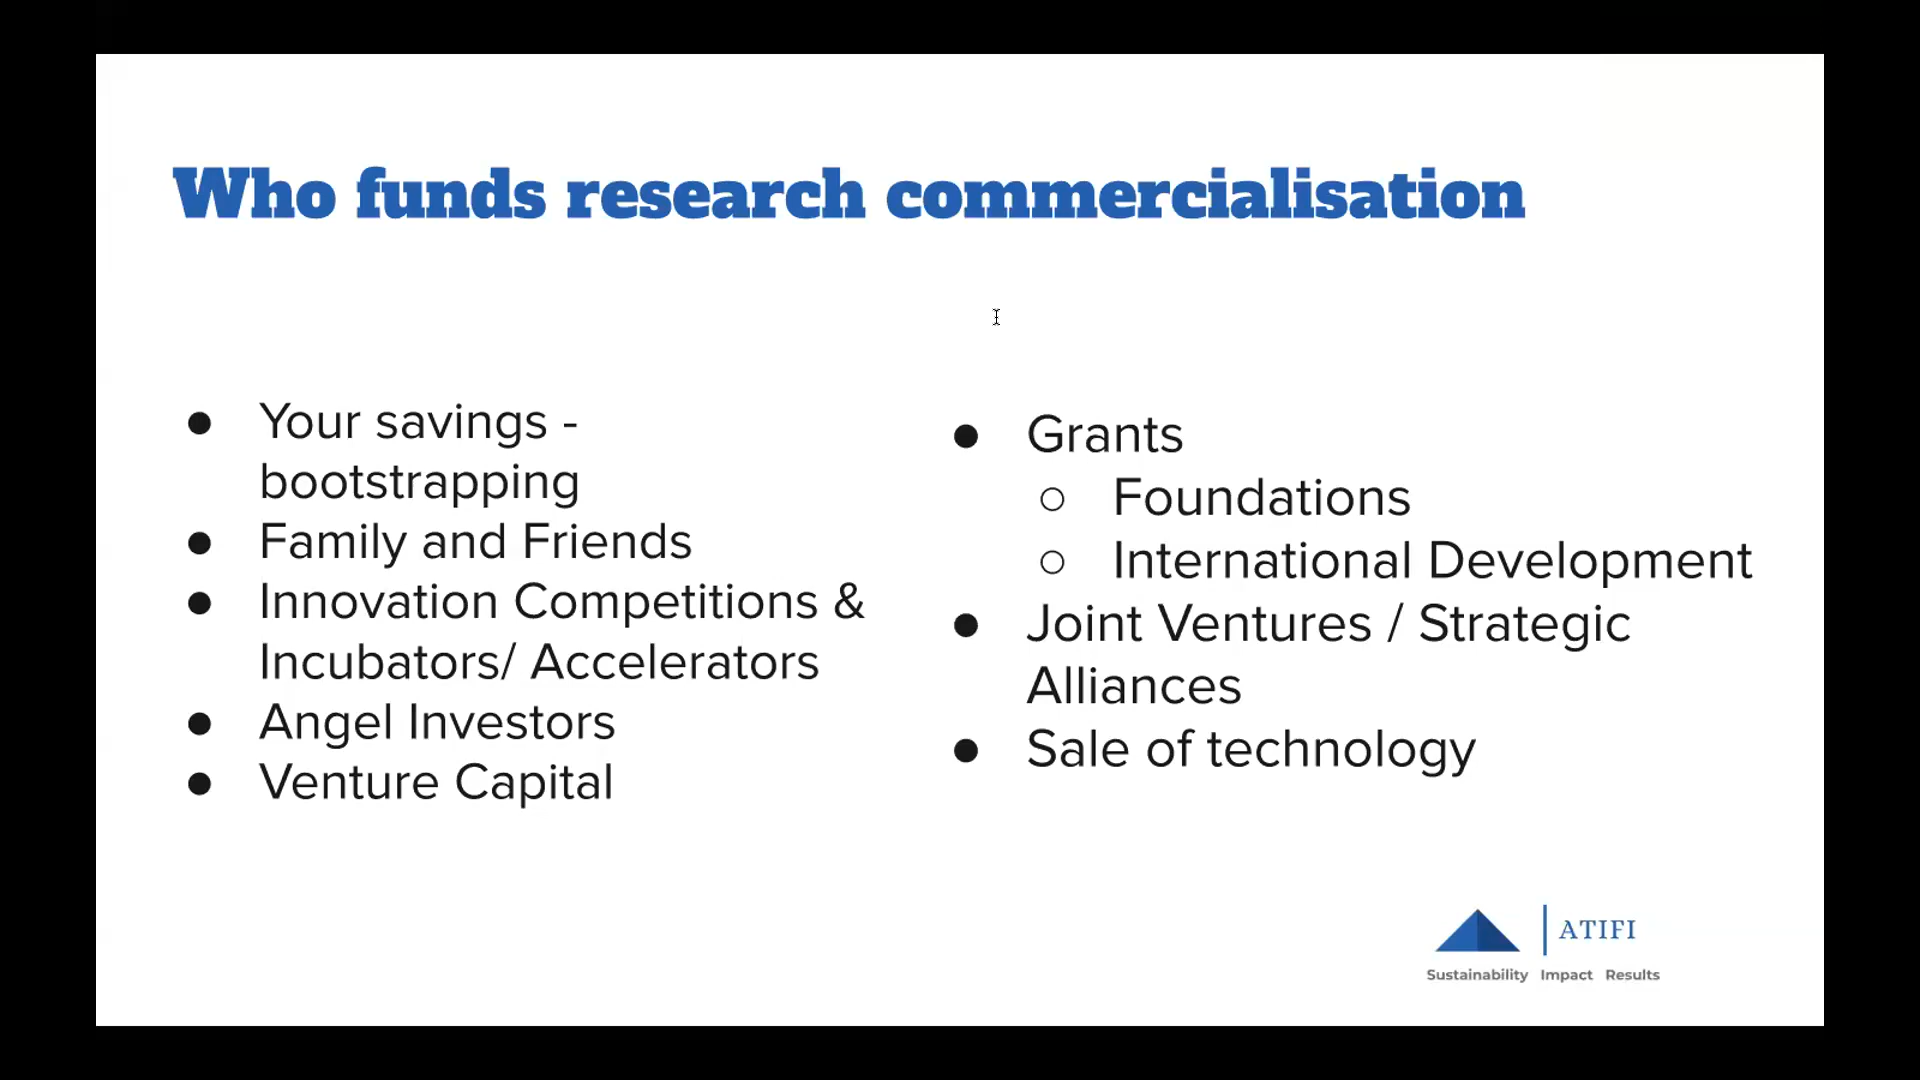 Who funds research commercialisation
● Your savings -
bootstrapping
● Family and Friends
● Innovation Competitions &
Incubators/ Accelerators
● Angel Investors
● Venture Capital
● Grants
○ Foundations
○ International Development
● Joint Ventures / Strategic
Alliances
● Sale of technology
ATIFI
Sustainability Impact Results